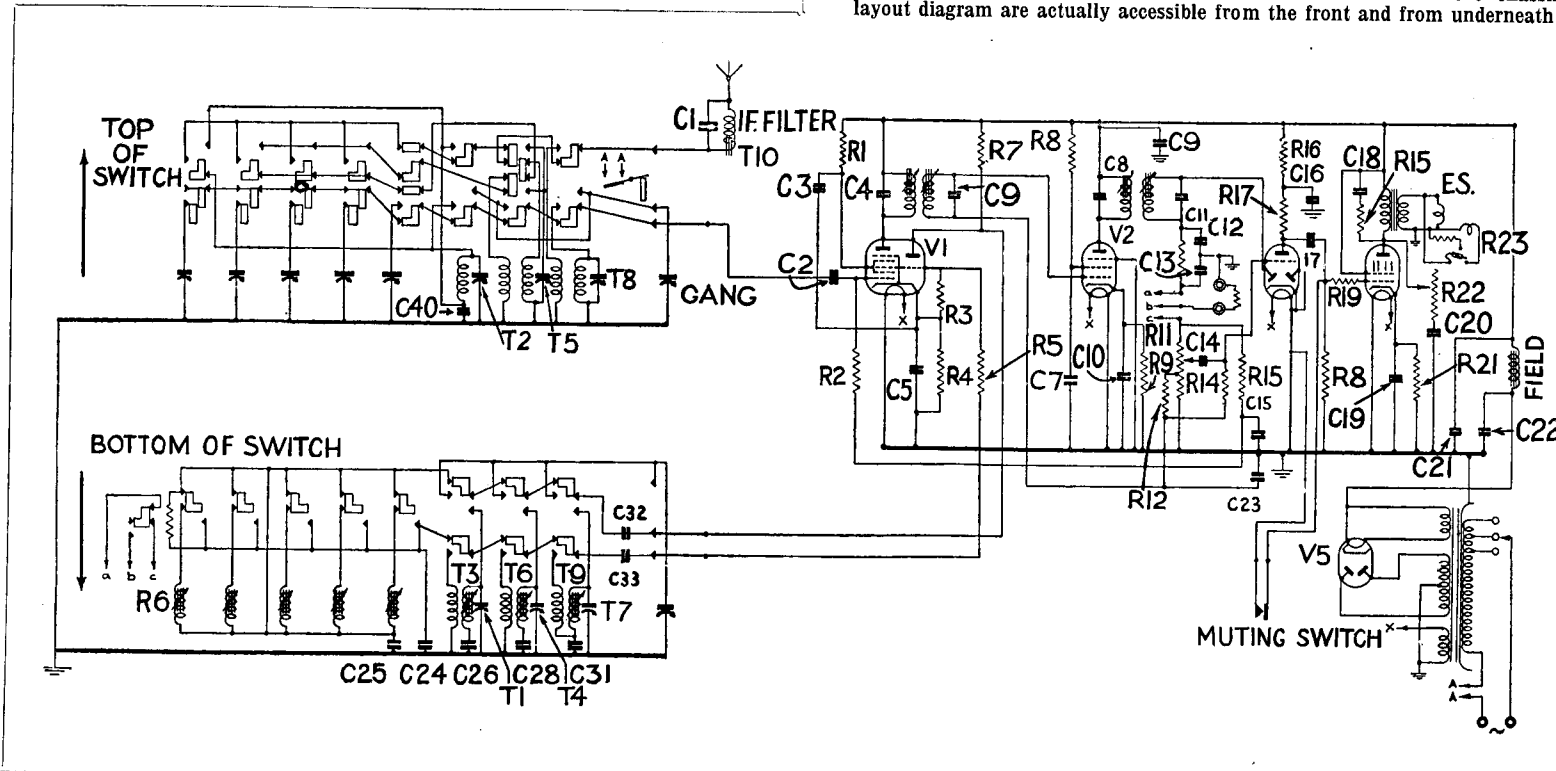 layout diagram are actually accessible from the front and from underneath
TOP
OF
SWITCH
C1
I.F. FILTER
T10
A A
C40
T2
T5
T8
GANG
R1
C3
C4
C9
R7
R8
C8
C9
V1
V2
C2
R3
R2
C5
R4
R5
C7
C10
C11
C12
C13
a
b
c
R11
R9
C14
R14
R12
R15
C15
C23
R16
C16
R17
17
C18
R15
E.S.
R23
R19
R22
C20
R8
C19
R21
C21
C22
FIELD
x
x
x
BOTTOM OF SWITCH
a b c
R6
C32
C33
T3
T6
T9
T7
C25
C24
C26
C28
C31
T1
T4
V5
MUTING SWITCH
x
A
A
~